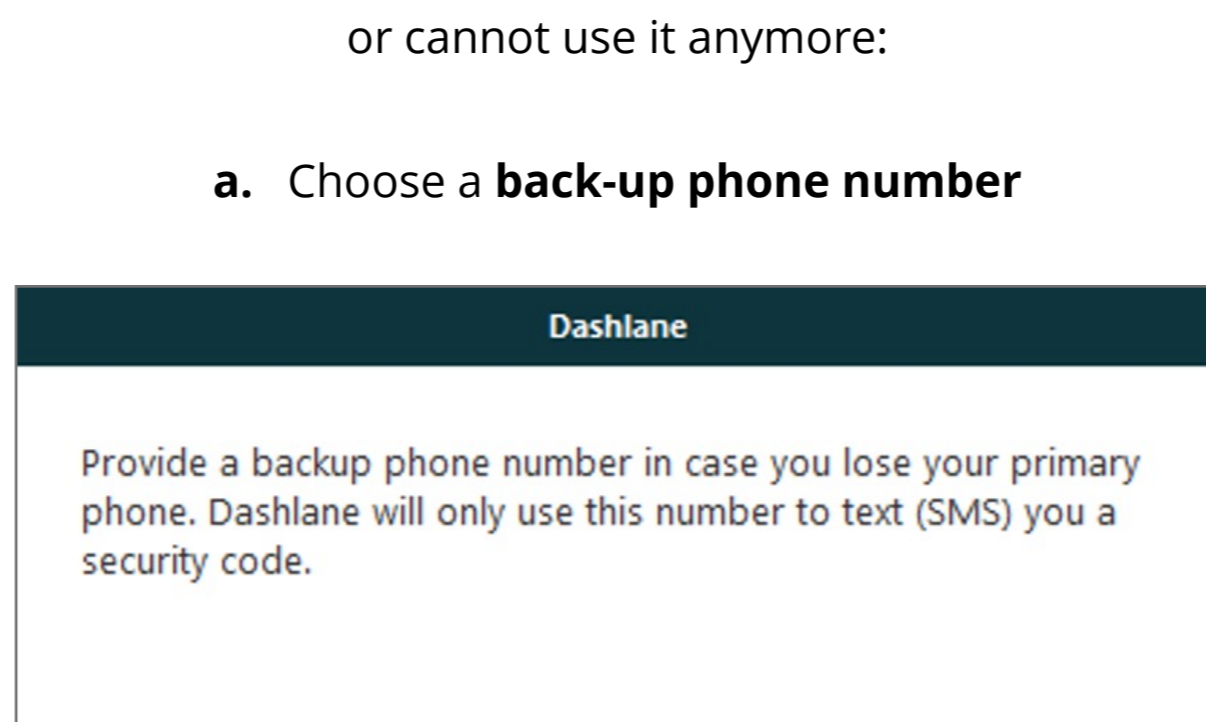 or cannot use it anymore:
a. Choose a back-up phone number
Dashlane
Provide a backup phone number in case you lose your primary
phone. Dashlane will only use this number to text (SMS) you a
security code.